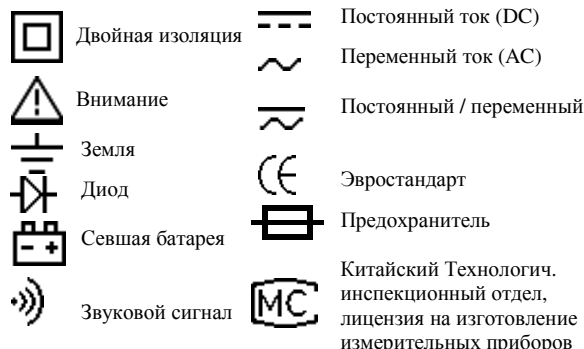 Двойная изоляция
Внимание
Земля
Диод
Севшая батарея
Звуковой сигнал
Постоянный ток (DC)
Переменный ток (AC)
Постоянный / переменный
CE
Эвростандарт
Предохранитель
MC
Китайский Технологич.
инспекционный отдел,
лицензия на изготовление
измерительных приборов